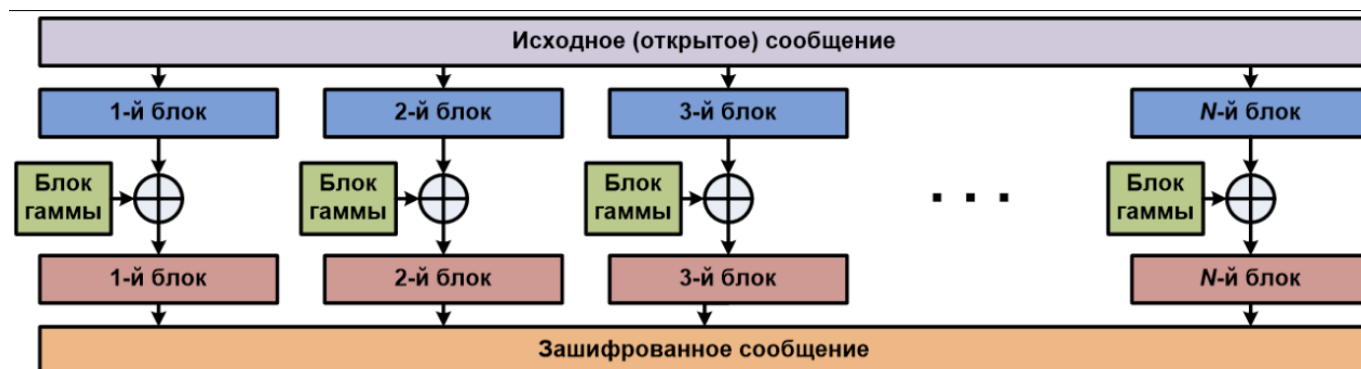 Исходное (открытое) сообщение
1-й блок 2-й блок 3-й блок N-й блок
Блок гаммы Блок гаммы Блок гаммы . . . Блок гаммы
1-й блок 2-й блок 3-й блок N-й блок
Зашифрованное сообщение